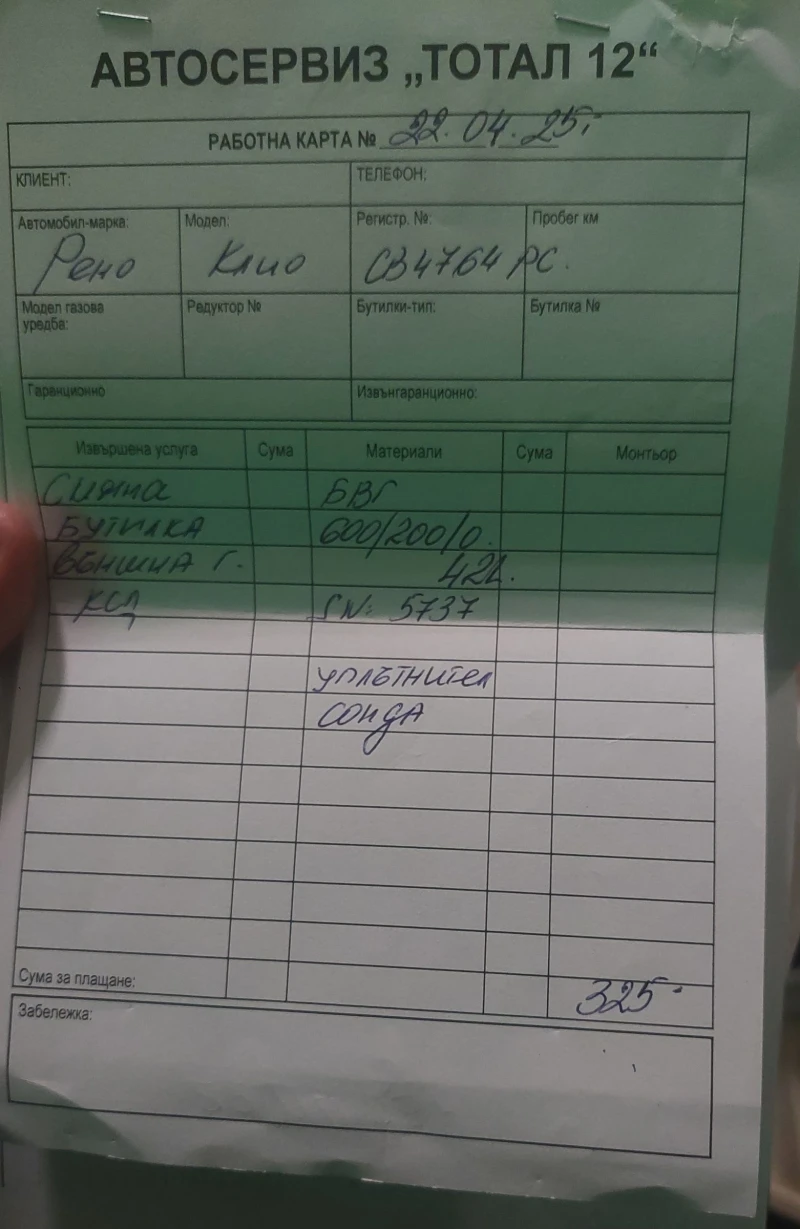 АВТОСЕРВИЗ „ТОТАЛ 12“
РАБОТНА КАРТА № 22.04.25г
КЛИЕНТ: ТЕЛЕФОН:
Автомобил-марка: Модел: Регистр. №: Пробег км
Рено Клио СВ4764РС.
Модел газова уредба: Редуктор № Бутилки-тип: Бутилка №
Гаранционно Извънгаранционно:
Извършена услуга Сума Материали Сума Монтьор
БВГ
БУТИЛКА 600/200/0.
ВЪНШНА Г. 42L.
КСД SN: 5737
УПЛЪТНИТЕЛ
СОНДА
Сума за плащане: 325
Забележка: